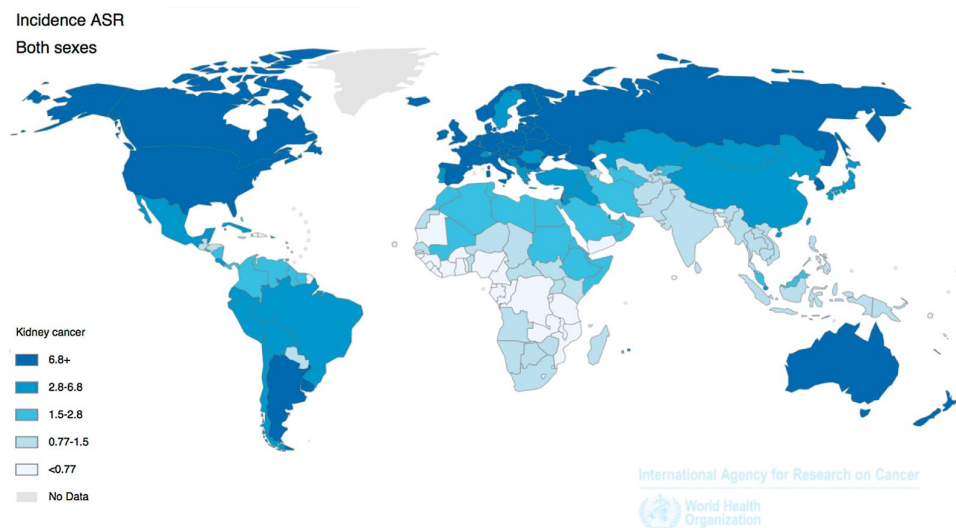 Incidence ASR
Both sexes
Kidney cancer
6.8+
2.8-6.8
1.5-2.8
0.77-1.5
<0.77
No Data
International Agency for Research on Cancer
World Health
Organization